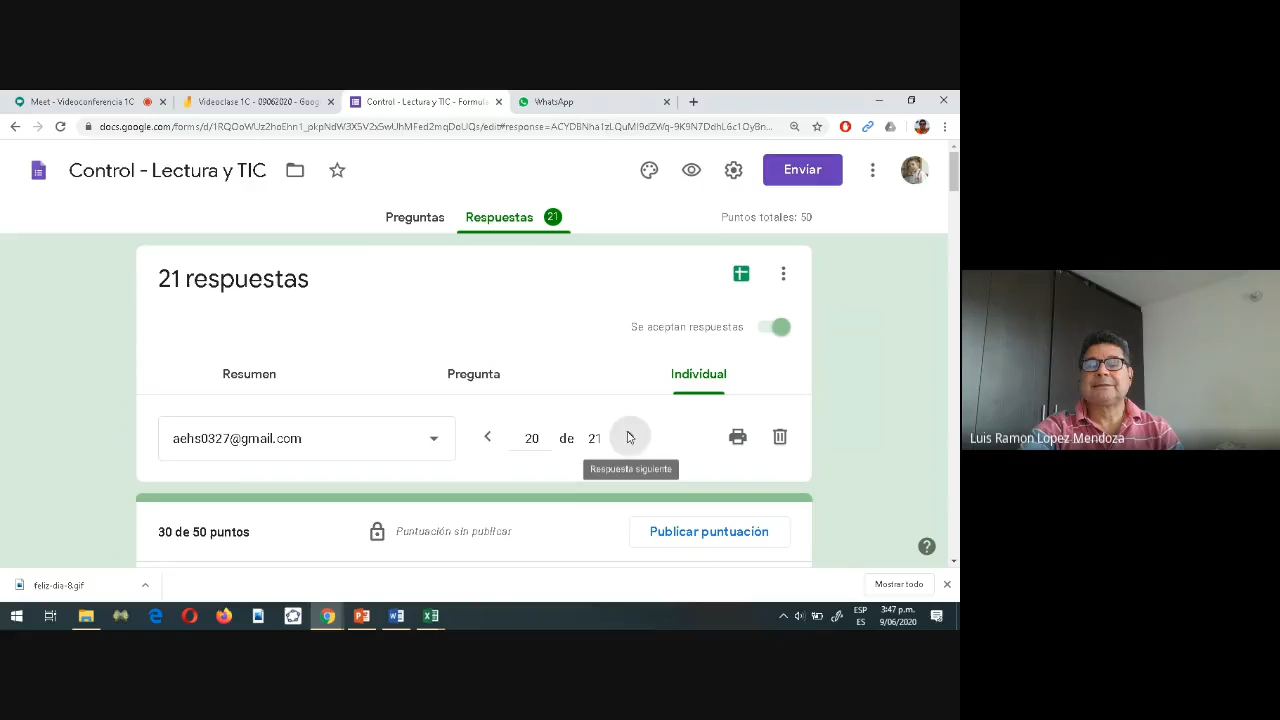 Meet - Videoconferencia 1C
Videoclase 1C - 09062020 - Goog
Control - Lectura y TIC - Formula
WhatsApp
Control - Lectura y TIC
Enviar
Preguntas
Respuestas 21
Puntos totales: 50
21 respuestas
Se aceptan respuestas
Resumen
Pregunta
Individual
aehs0327@gmail.com
20 de 21
Respuesta siguiente
30 de 50 puntos
Puntuación sin publicar
Publicar puntuación
Luis Ramon Lopez Mendoza
feliz-dia-8.gif
Mostrar todo
ESP
ES
3:47 p.m.
9/06/2020